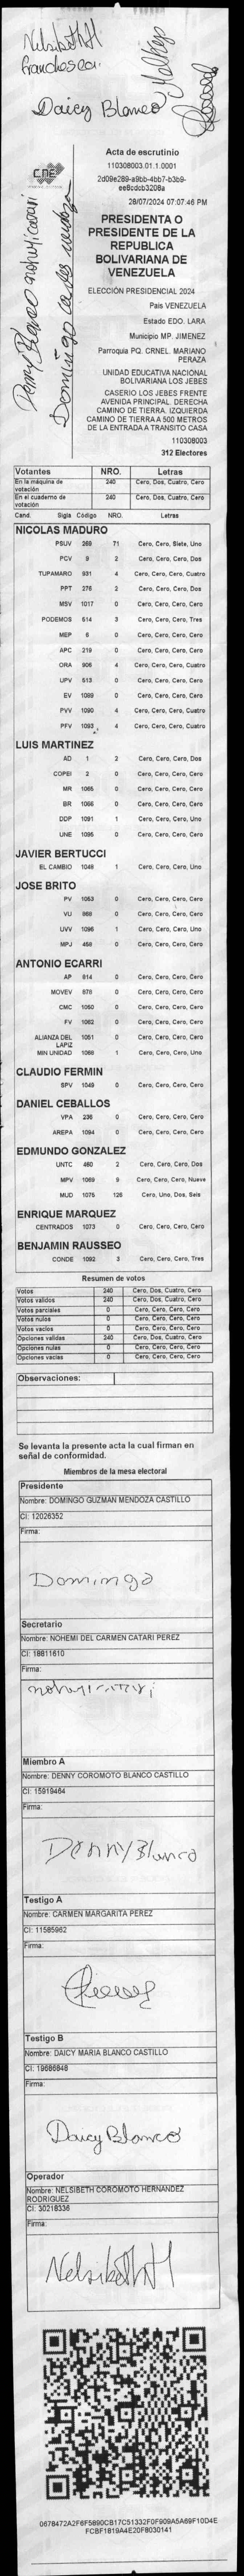 Nelsibeth H
Daicy Blanco
Acta de escrutinio
110308003.01.1.0001
2d09e289-a9bb-4bb7-b3b9-
ee8cdcb3208a
CNE
28/07/2024 07:07:46 PM
PRESIDENTA O
PRESIDENTE DE LA
REPUBLICA
BOLIVARIANA DE
VENEZUELA
ELECCIÓN PRESIDENCIAL 2024
País VENEZUELA
Estado EDO. LARA
Municipio MP. JIMENEZ
Parroquia PQ. CRNEL. MARIANO
PERAZA
UNIDAD EDUCATIVA NACIONAL
BOLIVARIANA LOS JEBES
CASERIO LOS JEBES FRENTE
AVENIDA PRINCIPAL. DERECHA
CAMINO DE TIERRA. IZQUIERDA
CAMINO DE TIERRA A 500 METROS
DE LA ENTRADA A TRANSITO CASA
110308003
312 Electores
Votantes NRO. Letras
En la máquina de votación 240 Cero, Dos, Cuatro, Cero
En el cuaderno de votación 240 Cero, Dos, Cuatro, Cero
Cand. Sigla Código NRO. Letras
NICOLAS MADURO
PSUV 268 71 Cero, Cero, Siete, Uno
PCV 9 2 Cero, Cero, Cero, Dos
TUPAMARO 931 4 Cero, Cero, Cero, Cuatro
PPT 276 2 Cero, Cero, Cero, Dos
MSV 1017 0 Cero, Cero, Cero, Cero
PODEMOS 514 3 Cero, Cero, Cero, Tres
MEP 6 0 Cero, Cero, Cero, Cero
APC 219 0 Cero, Cero, Cero, Cero
ORA 906 4 Cero, Cero, Cero, Cuatro
UPV 513 0 Cero, Cero, Cero, Cero
EV 1089 0 Cero, Cero, Cero, Cero
PVV 1090 4 Cero, Cero, Cero, Cuatro
PFV 1093 4 Cero, Cero, Cero, Cuatro
LUIS MARTINEZ
AD 1 2 Cero, Cero, Cero, Dos
COPEI 2 0 Cero, Cero, Cero, Cero
MR 1065 0 Cero, Cero, Cero, Cero
BR 1066 0 Cero, Cero, Cero, Cero
DDP 1091 1 Cero, Cero, Cero, Uno
UNE 1095 0 Cero, Cero, Cero, Cero
JAVIER BERTUCCI
EL CAMBIO 1048 1 Cero, Cero, Cero, Uno
JOSE BRITO
PV 1053 0 Cero, Cero, Cero, Cero
VU 868 0 Cero, Cero, Cero, Cero
UVV 1096 1 Cero, Cero, Cero, Uno
MPJ 458 0 Cero, Cero, Cero, Cero
ANTONIO ECARRI
AP 814 0 Cero, Cero, Cero, Cero
MOVEV 878 0 Cero, Cero, Cero, Cero
CMC 1050 0 Cero, Cero, Cero, Cero
FV 1062 0 Cero, Cero, Cero, Cero
ALIANZA DEL LAPIZ 1051 0 Cero, Cero, Cero, Cero
MIN UNIDAD 1068 1 Cero, Cero, Cero, Uno
CLAUDIO FERMIN
SPV 1049 0 Cero, Cero, Cero, Cero
DANIEL CEBALLOS
VPA 236 0 Cero, Cero, Cero, Cero
AREPA 1094 0 Cero, Cero, Cero, Cero
EDMUNDO GONZALEZ
UNTC 460 2 Cero, Cero, Cero, Dos
MPV 1069 9 Cero, Cero, Cero, Nueve
MUD 1075 126 Cero, Uno, Dos, Seis
ENRIQUE MARQUEZ
CENTRADOS 1073 0 Cero, Cero, Cero, Cero
BENJAMIN RAUSSEO
CONDE 1092 3 Cero, Cero, Cero, Tres
Resumen de votos
Votos 240 Cero, Dos, Cuatro, Cero
Votos validos 240 Cero, Dos, Cuatro, Cero
Votos parciales 0 Cero, Cero, Cero, Cero
Votos nulos 0 Cero, Cero, Cero, Cero
Votos vacios 0 Cero, Cero, Cero, Cero
Opciones validas 240 Cero, Dos, Cuatro, Cero
Opciones nulas 0 Cero, Cero, Cero, Cero
Opciones vacias 0 Cero, Cero, Cero, Cero
Observaciones:
Se levanta la presente acta la cual firman en
señal de conformidad.
Miembros de la mesa electoral
Presidente
Nombre: DOMINGO GUZMAN MENDOZA CASTILLO
CI: 12026352
Firma:
Domingo
Secretario
Nombre: NOHEMI DEL CARMEN CATARI PEREZ
CI: 18811610
Firma:
Miembro A
Nombre: DENNY COROMOTO BLANCO CASTILLO
CI: 15919464
Firma:
Denny Blanco
Testigo A
Nombre: CARMEN MARGARITA PEREZ
CI: 11585962
Firma:
Testigo B
Nombre: DAICY MARIA BLANCO CASTILLO
CI: 19686848
Firma:
Daicy Blanco
Operador
Nombre: NELSIBETH COROMOTO HERNANDEZ
RODRIGUEZ
CI: 30218336
Firma:
Nelsibeth H
0678472A2F6F5890CB17C51332F0F909A5A69F10D4E
FCBF1819A4E20F8030141